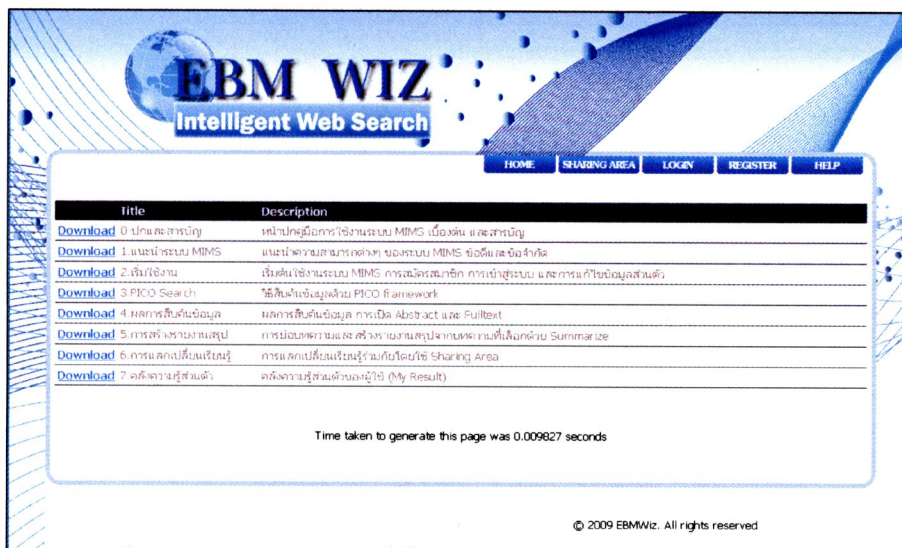 EBM WIZ
Intelligent Web Search
HOME SHARING AREA LOGIN REGISTER HELP
Title Description
Download 0.ปกและสารบัญ หน้าปกคู่มือการใช้งานระบบ MIMS เบื้องต้น และสารบัญ
Download 1.แนะนำระบบ MIMS แนะนำความสามารถต่างๆ ของระบบ MIMS ข้อดีและข้อจำกัด
Download 2.เริ่มใช้งาน เริ่มต้นใช้งานระบบ MIMS การสมัครสมาชิก การเข้าสู่ระบบ และการแก้ไขข้อมูลส่วนตัว
Download 3.PICO Search วิธีสืบค้นข้อมูลด้วย PICO framework
Download 4.ผลการสืบค้นข้อมูล ผลการสืบค้นข้อมูล การเปิด Abstract และ Fulltext
Download 5.การสร้างรายงานสรุป การย่อบทความและสร้างรายงานสรุปจากบทความที่เลือกด้วย Summarize
Download 6.การแลกเปลี่ยนเรียนรู้ การแลกเปลี่ยนเรียนรู้ร่วมกันโดยใช้ Sharing Area
Download 7.คลังความรู้ส่วนตัว คลังความรู้ส่วนตัวของผู้ใช้ (My Result)
Time taken to generate this page was 0.009827 seconds
© 2009 EBMWiz. All rights reserved